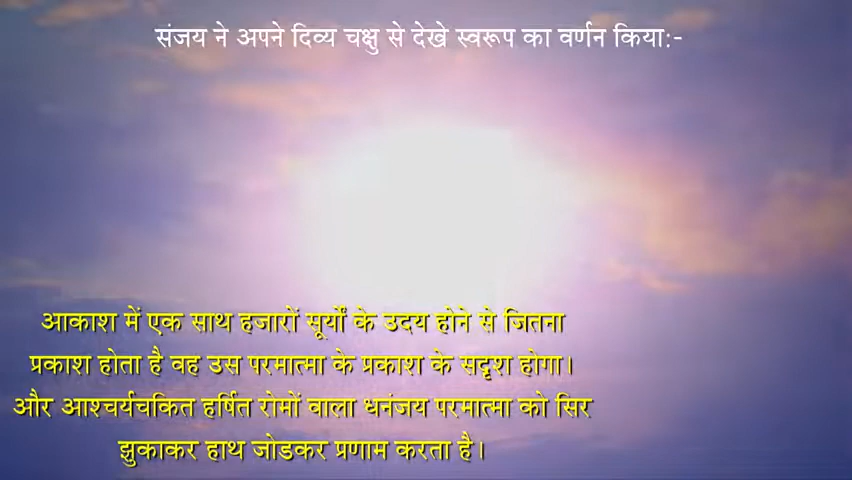 संजय ने अपने दिव्य चक्षु से देखे स्वरूप का वर्णन किया:-
आकाश में एक साथ हजारों सूर्यों के उदय होने से जितना
प्रकाश होता है वह उस परमात्मा के प्रकाश के सदृश होगा।
और आश्चर्यचकित हर्षित रोमों वाला धनंजय परमात्मा को सिर
झुकाकर हाथ जोडकर प्रणाम करता है।